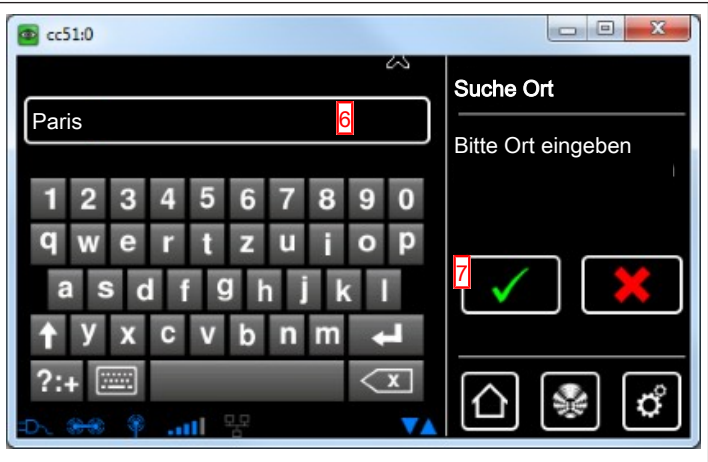 cc51:0
Suche Ort
Paris 6
Bitte Ort eingeben
1 2 3 4 5 6 7 8 9 0
q w e r t z u i o p
a s d f g h j k l
7
y x c v b n m
?:+ x